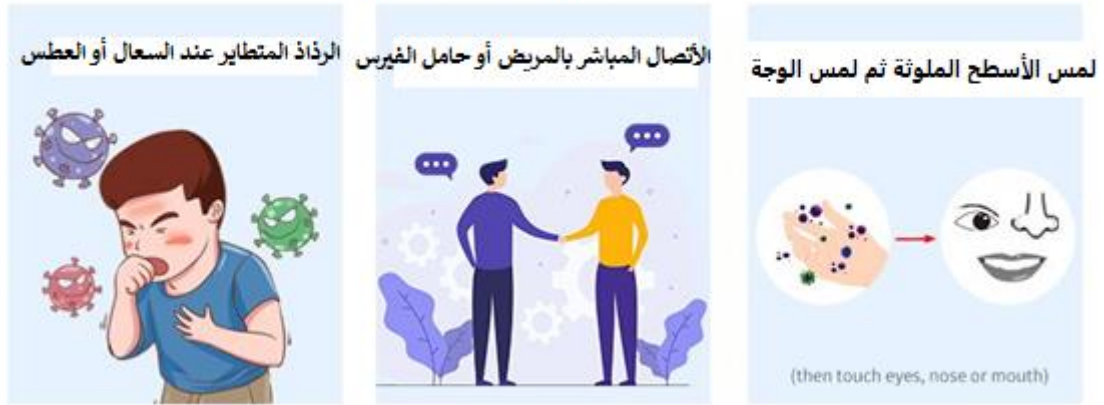 لمس الأسطح الملوثة ثم لمس الوجة
(then touch eyes, nose or mouth)
الأتصال المباشر بالمريض أو حامل الفيرس
الرذاذ المتطاير عند السعال أو العطس